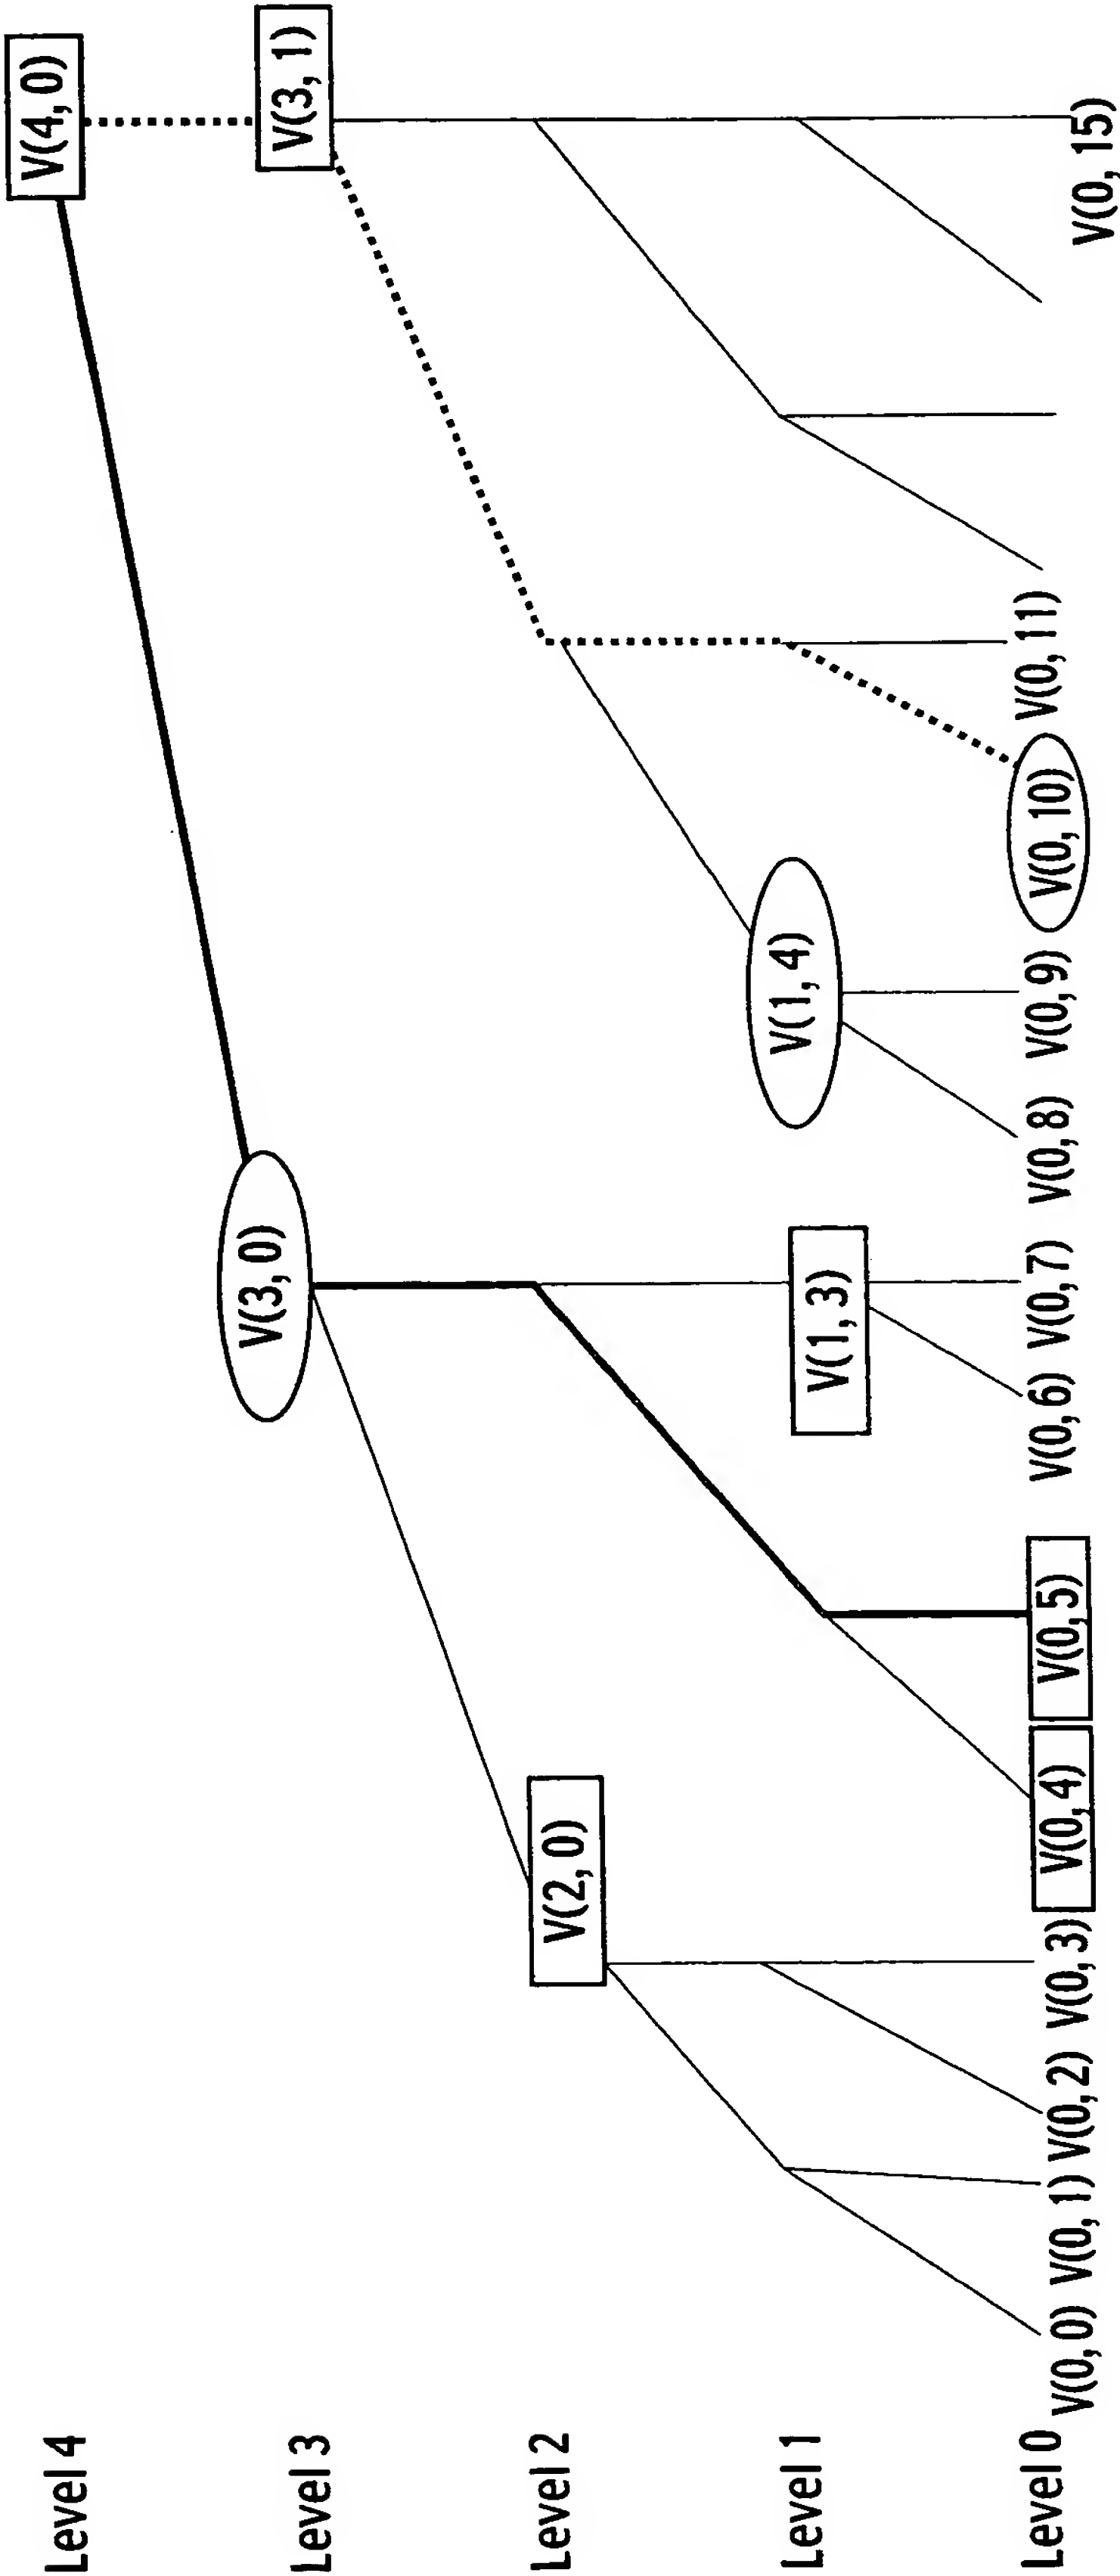 Level 4
V(4, 0)
Level 3
V(3, 0)
V(3, 1)
Level 2
V(2, 0)
Level 1
V(1, 3)
V(1, 4)
Level 0
V(0, 0)
V(0, 1)
V(0, 2)
V(0, 3)
V(0, 4)
V(0, 5)
V(0, 6)
V(0, 7)
V(0, 8)
V(0, 9)
V(0, 10)
V(0, 11)
V(0, 15)